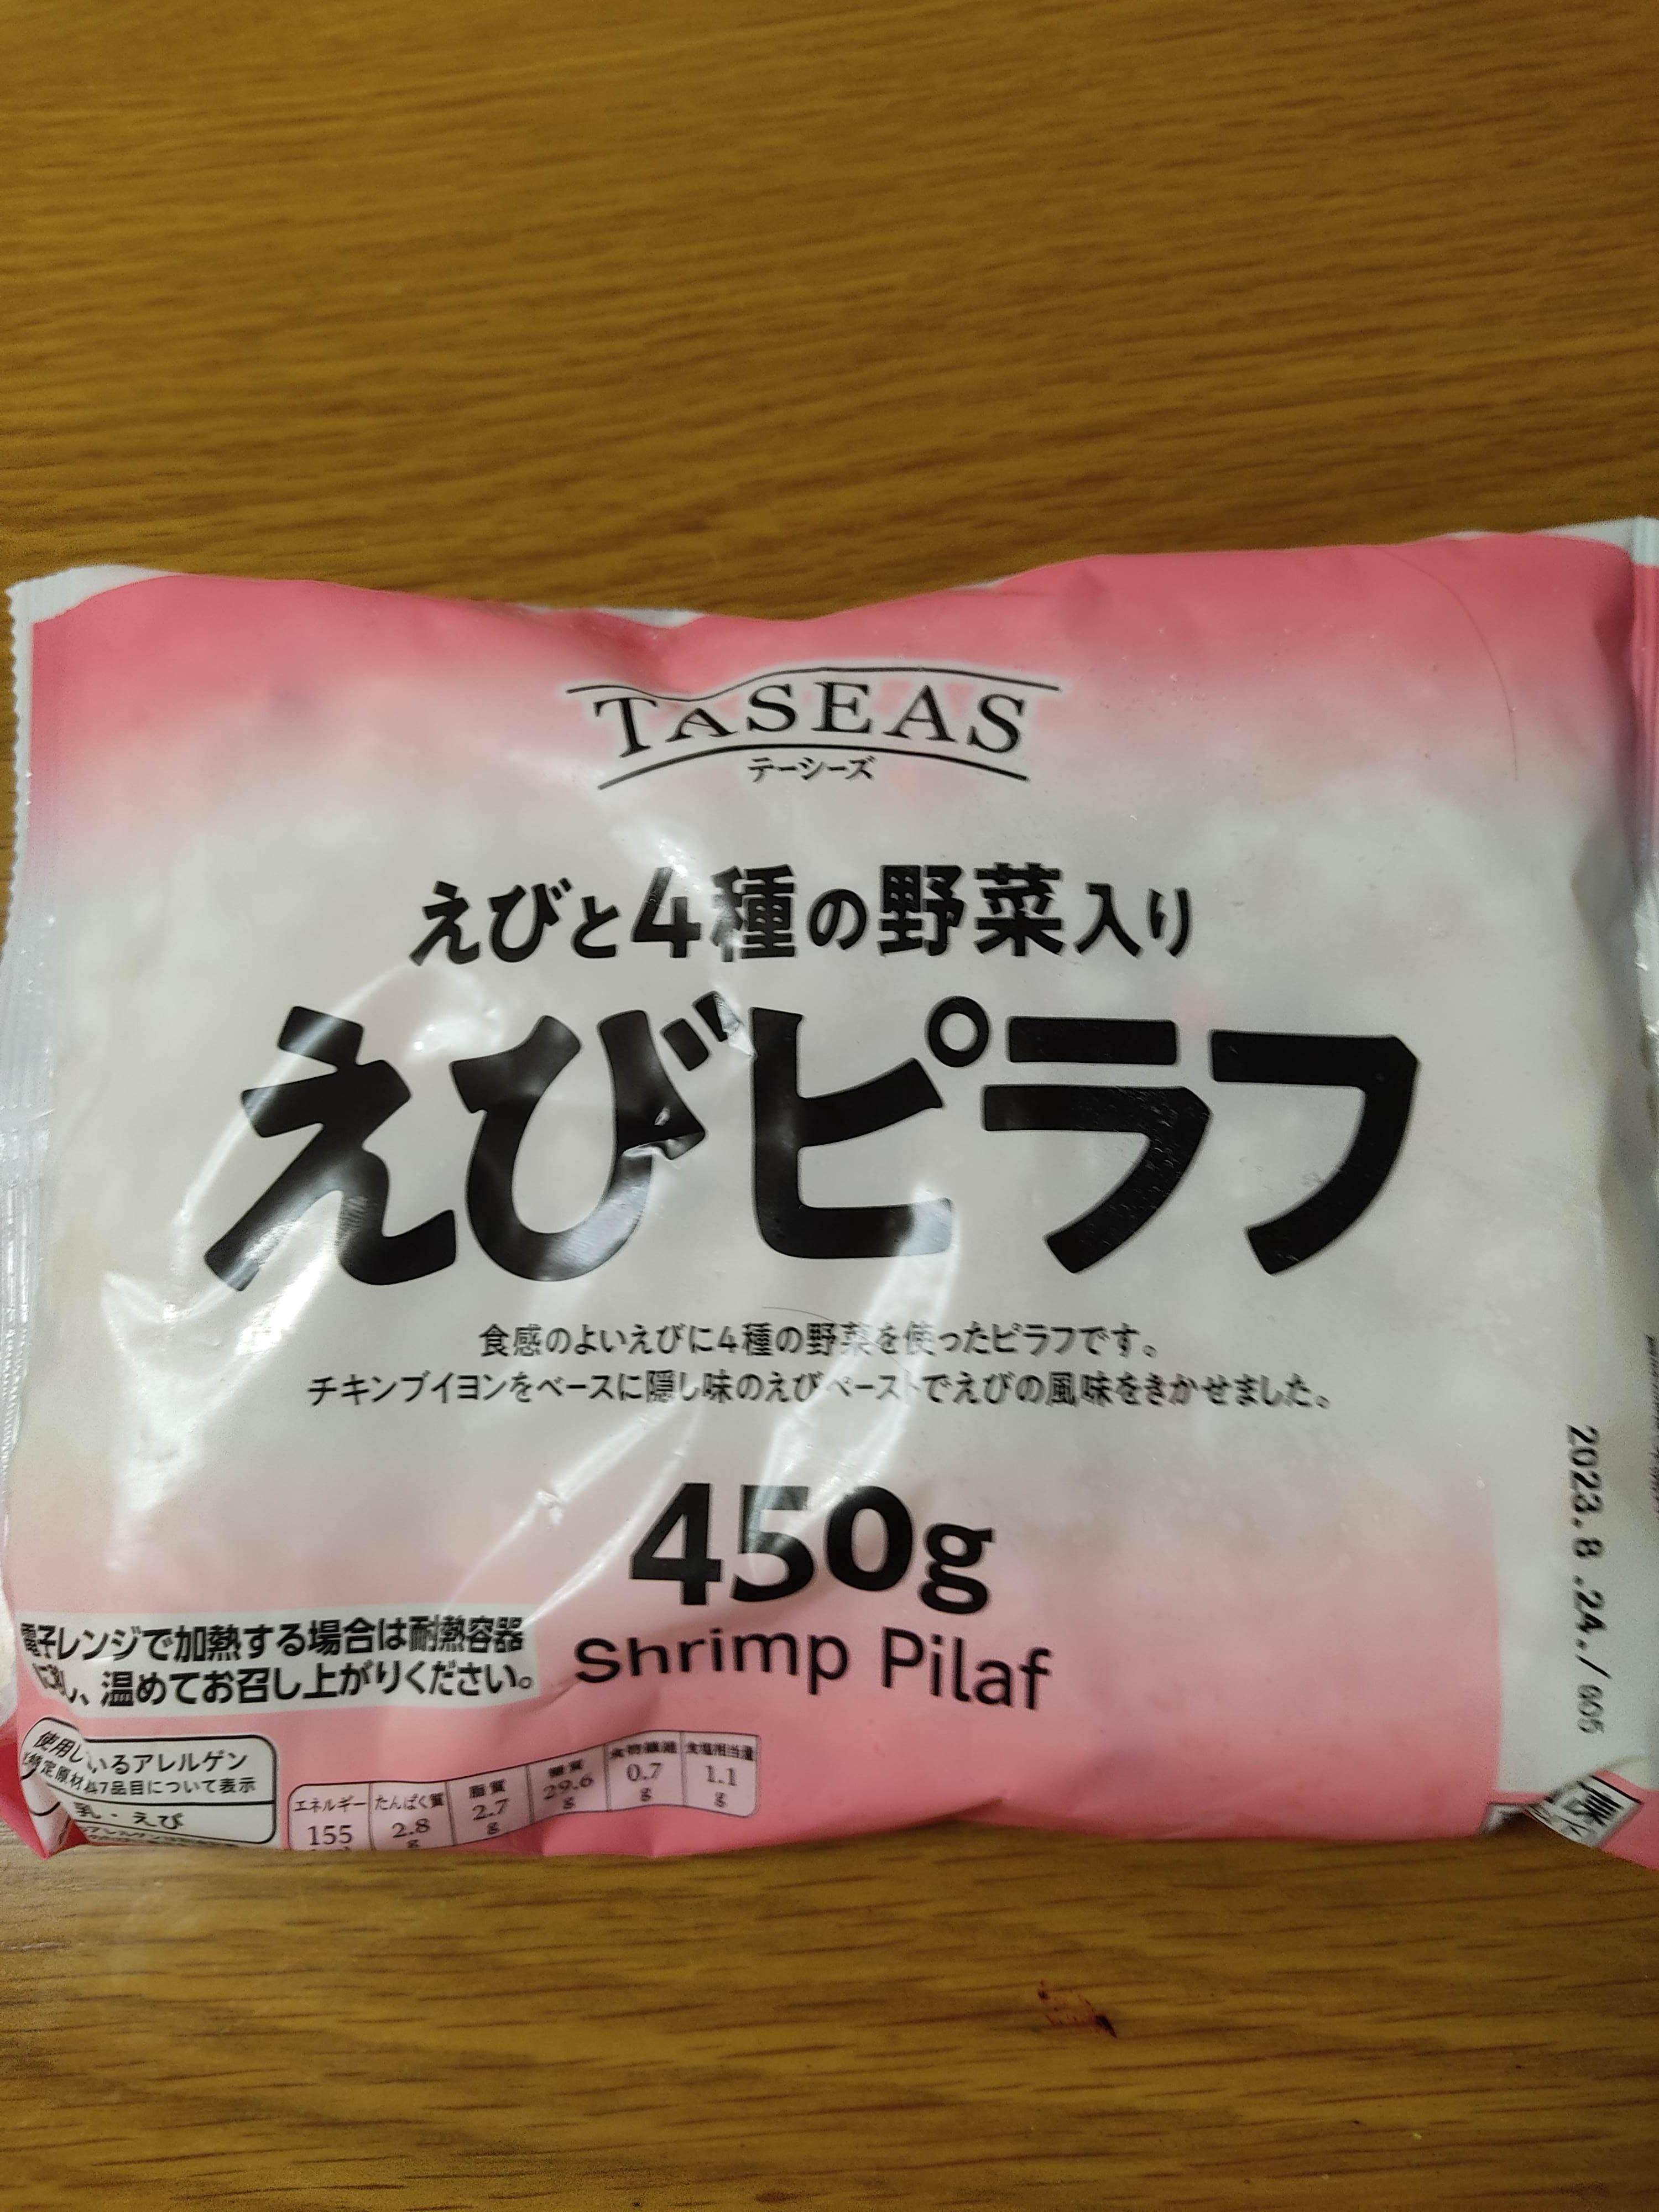 TASEAS
テーシーズ
えびと4種の野菜入り
えびピラフ
食感のよいえびに4種の野菜を使ったピラフです。
チキンブイヨンをベースに隠し味のえびペーストでえびの風味をきかせました。
450g
Shrimp Pilaf
電子レンジで加熱する場合は耐熱容器
に移し、温めてお召し上がりください。
2023.8.24./
いるアレルゲン
7品目について表示
乳・えび
エネルギー たんぱく質 脂質 糖質 食物繊維 食塩相当量
155 2.8 2.7 29.6 0.7 1.1
g g g g g